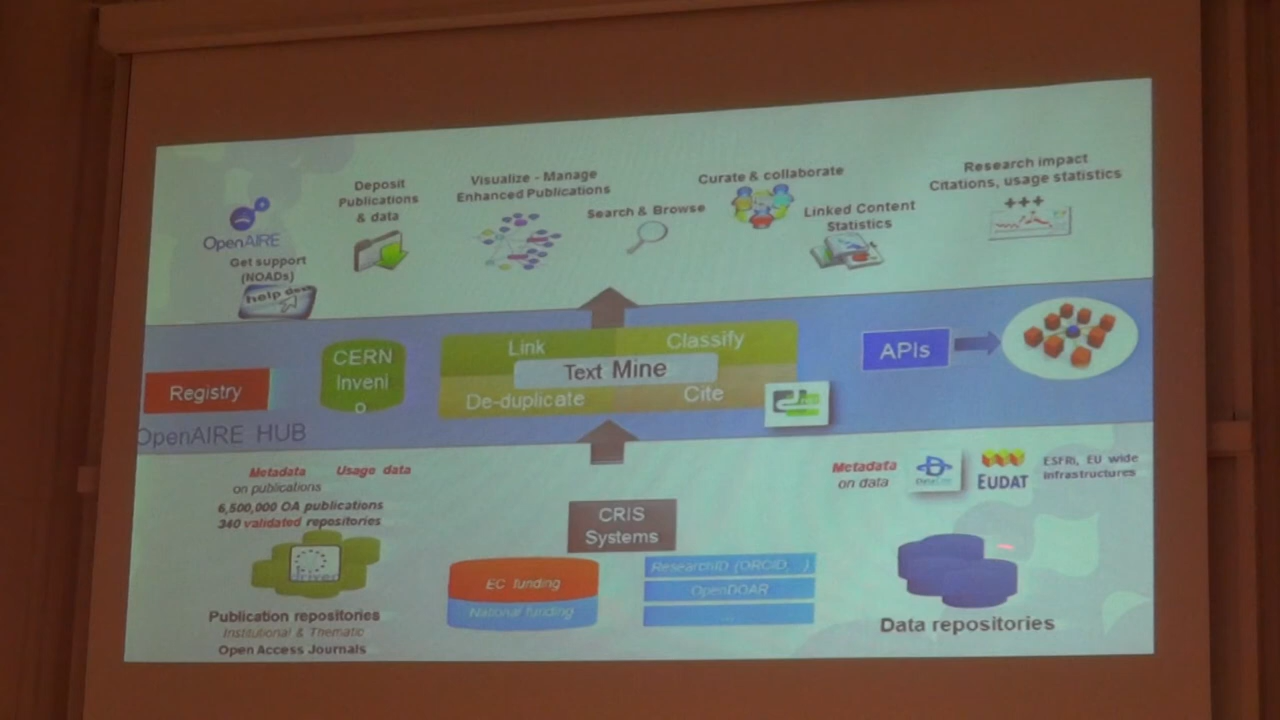 OpenAIRE
Get support
(NOADs)
help
Deposit
Publications
& data
Visualize - Manage
Enhanced Publications
Search & Browse
Curate & collaborate
Linked Content
Statistics
Research impact
Citations, usage statistics
+++
Registry
CERN
Inveni
o
Link
Classify
Text Mine
De-duplicate
Cite
APIs
OpenAIRE HUB
Metadata
on publications
Usage data
6,500,000 OA publications
340 validated repositories
Publication repositories
Institutional & Thematic
Open Access Journals
CRIS
Systems
EC funding
National funding
ResearchID (ORCID, )
OpenDOAR
...
Metadata
on data
EUDAT
ESFRI, EU wide
infrastructures
Data repositories